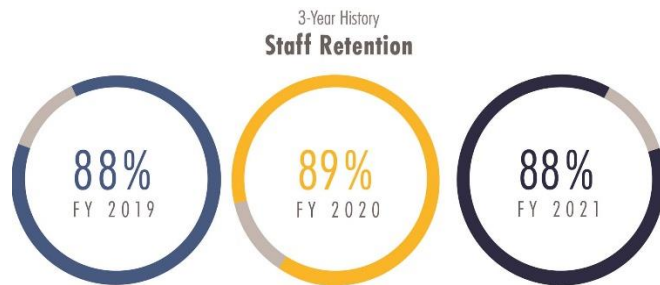 3-Year History
Staff Retention
88%
FY 2019
89%
FY 2020
88%
FY 2021